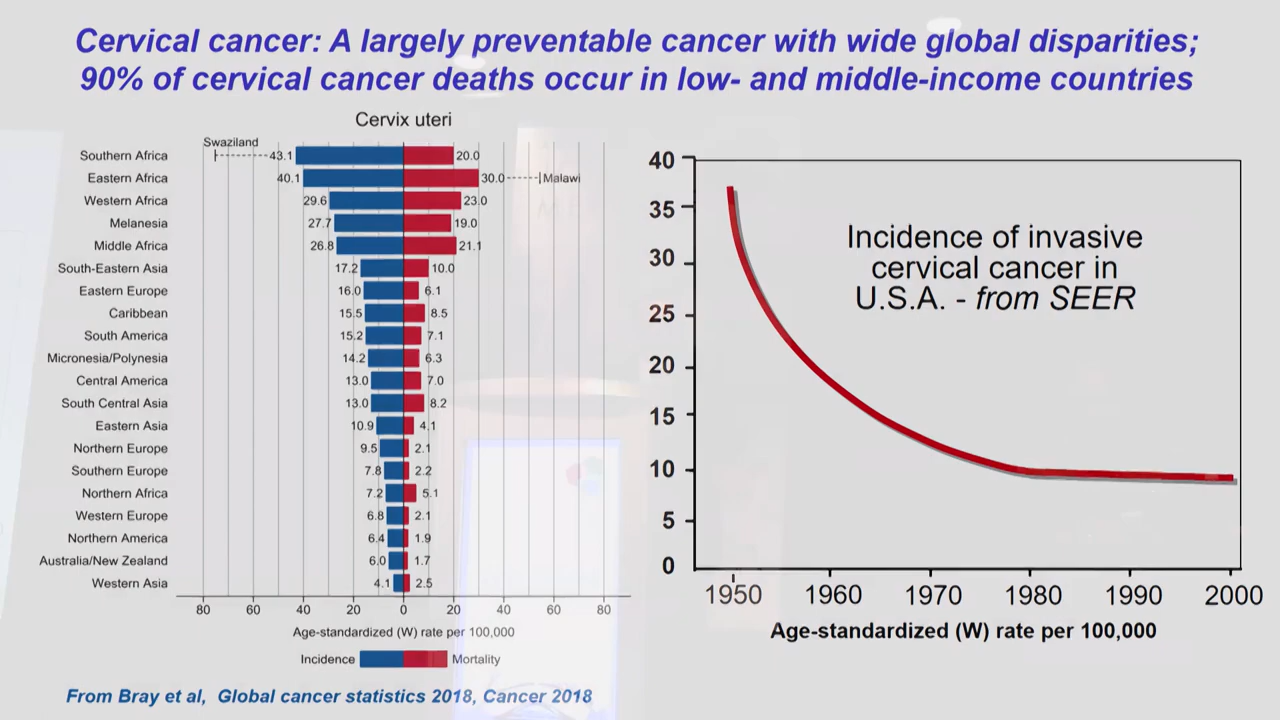 Cervical cancer: A largely preventable cancer with wide global disparities;
90% of cervical cancer deaths occur in low- and middle-income countries
Cervix uteri
Swaziland
Southern Africa 43.1 20.0
Eastern Africa 40.1 30.0 Malawi
Western Africa 29.6 23.0
Melanesia 27.7 19.0
Middle Africa 26.8 21.1
South-Eastern Asia 17.2 10.0
Eastern Europe 16.0 6.1
Caribbean 15.5 8.5
South America 15.2 7.1
Micronesia/Polynesia 14.2 6.3
Central America 13.0 7.0
South Central Asia 13.0 8.2
Eastern Asia 10.9 4.1
Northern Europe 9.5 2.1
Southern Europe 7.8 2.2
Northern Africa 7.2 5.1
Western Europe 6.8 2.1
Northern America 6.4 1.9
Australia/New Zealand 6.0 1.7
Western Asia 4.1 2.5
80 60 40 20 0 20 40 60 80
Age-standardized (W) rate per 100,000
Incidence Mortality
From Bray et al, Global cancer statistics 2018, Cancer 2018
40
35
30
25
20
15
10
5
0
Incidence of invasive
cervical cancer in
U.S.A. - from SEER
1950 1960 1970 1980 1990 2000
Age-standardized (W) rate per 100,000